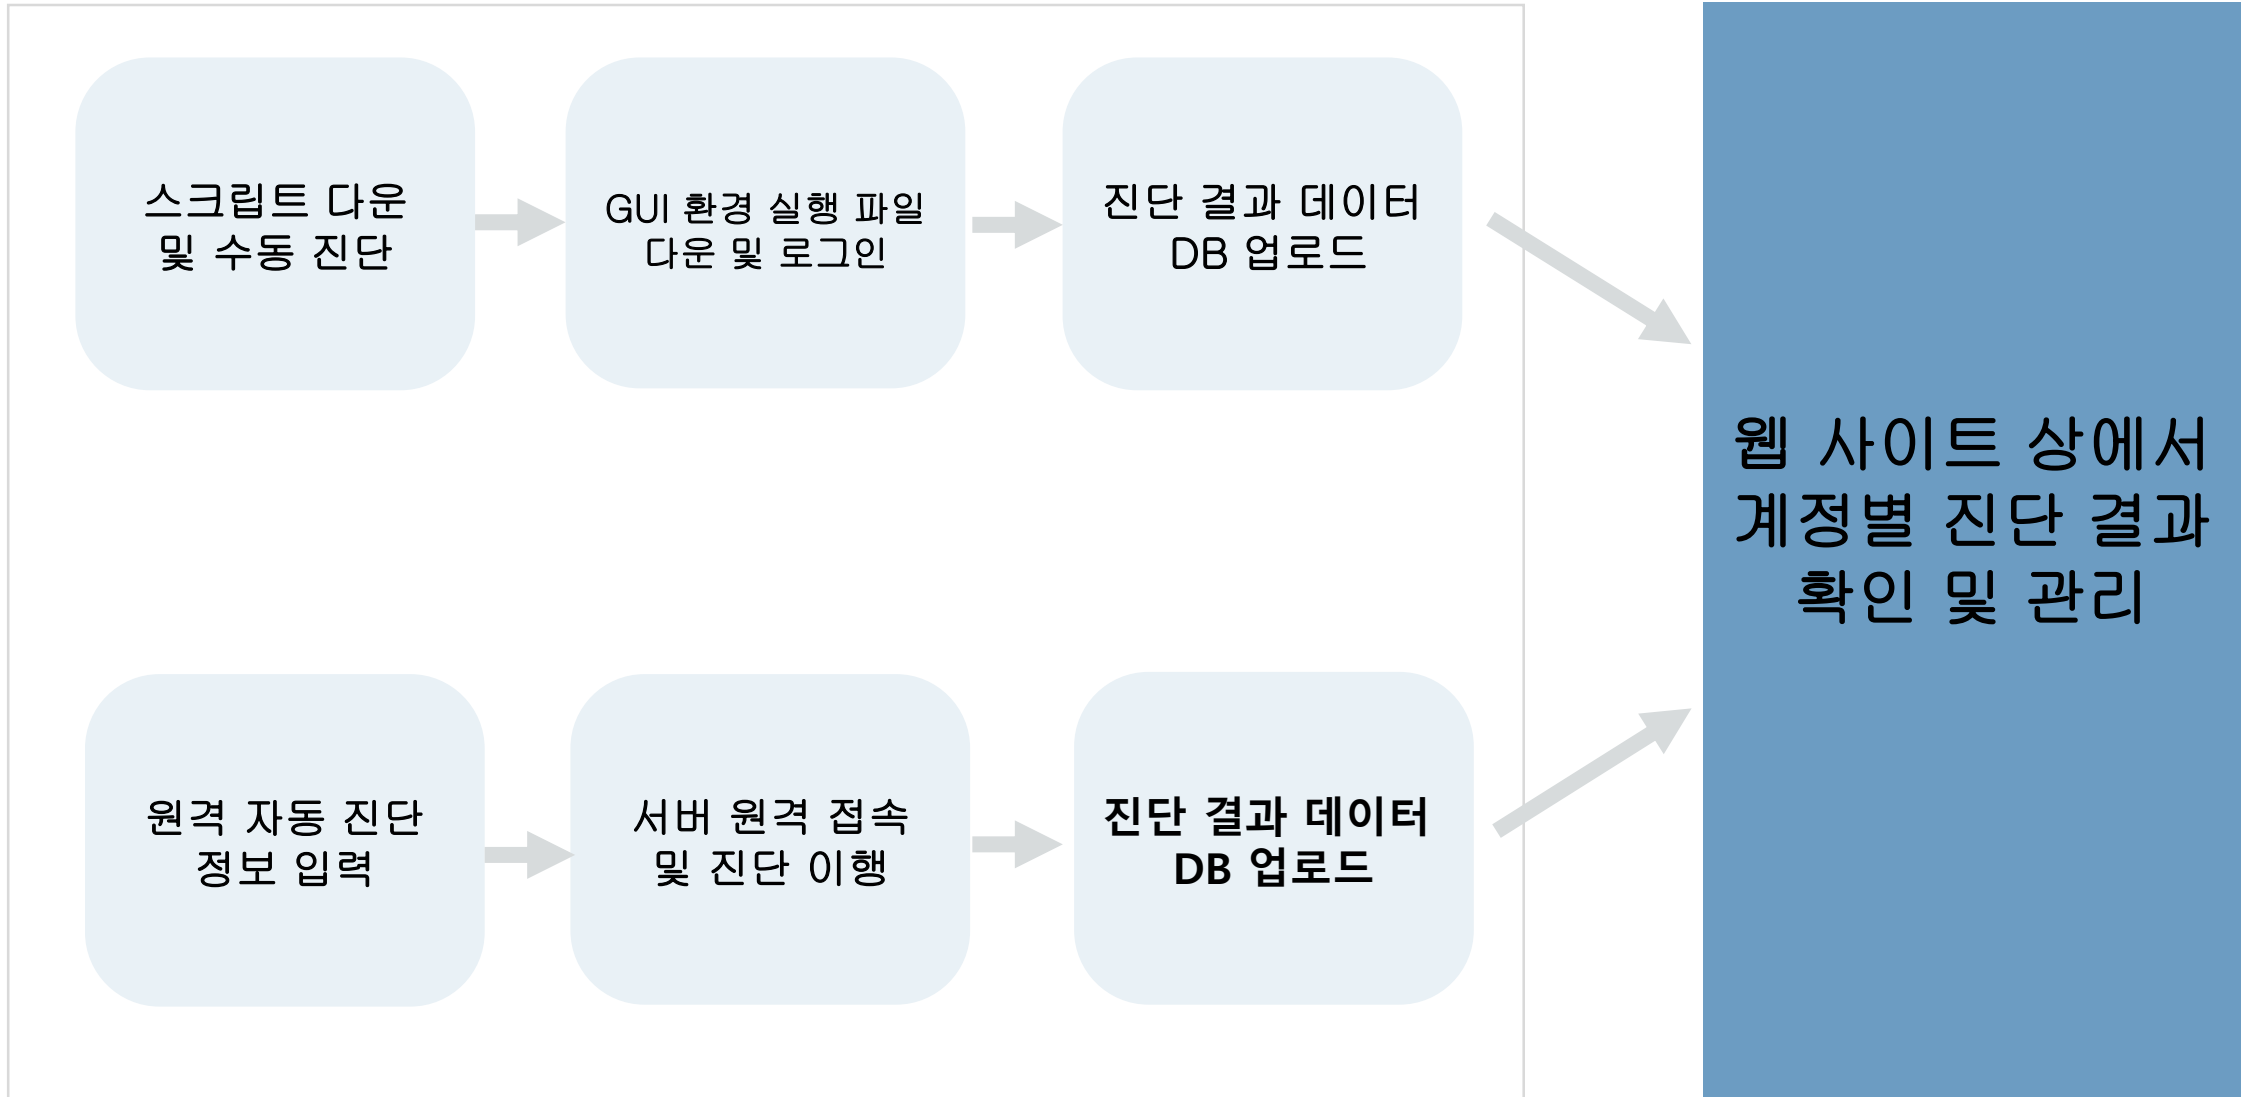 스크립트 다운
및 수동 진단
GUI 환경 실행 파일
다운 및 로그인
진단 결과 데이터
DB 업로드
원격 자동 진단
정보 입력
서버 원격 접속
및 진단 이행
진단 결과 데이터
DB 업로드
웹 사이트 상에서
계정별 진단 결과
확인 및 관리